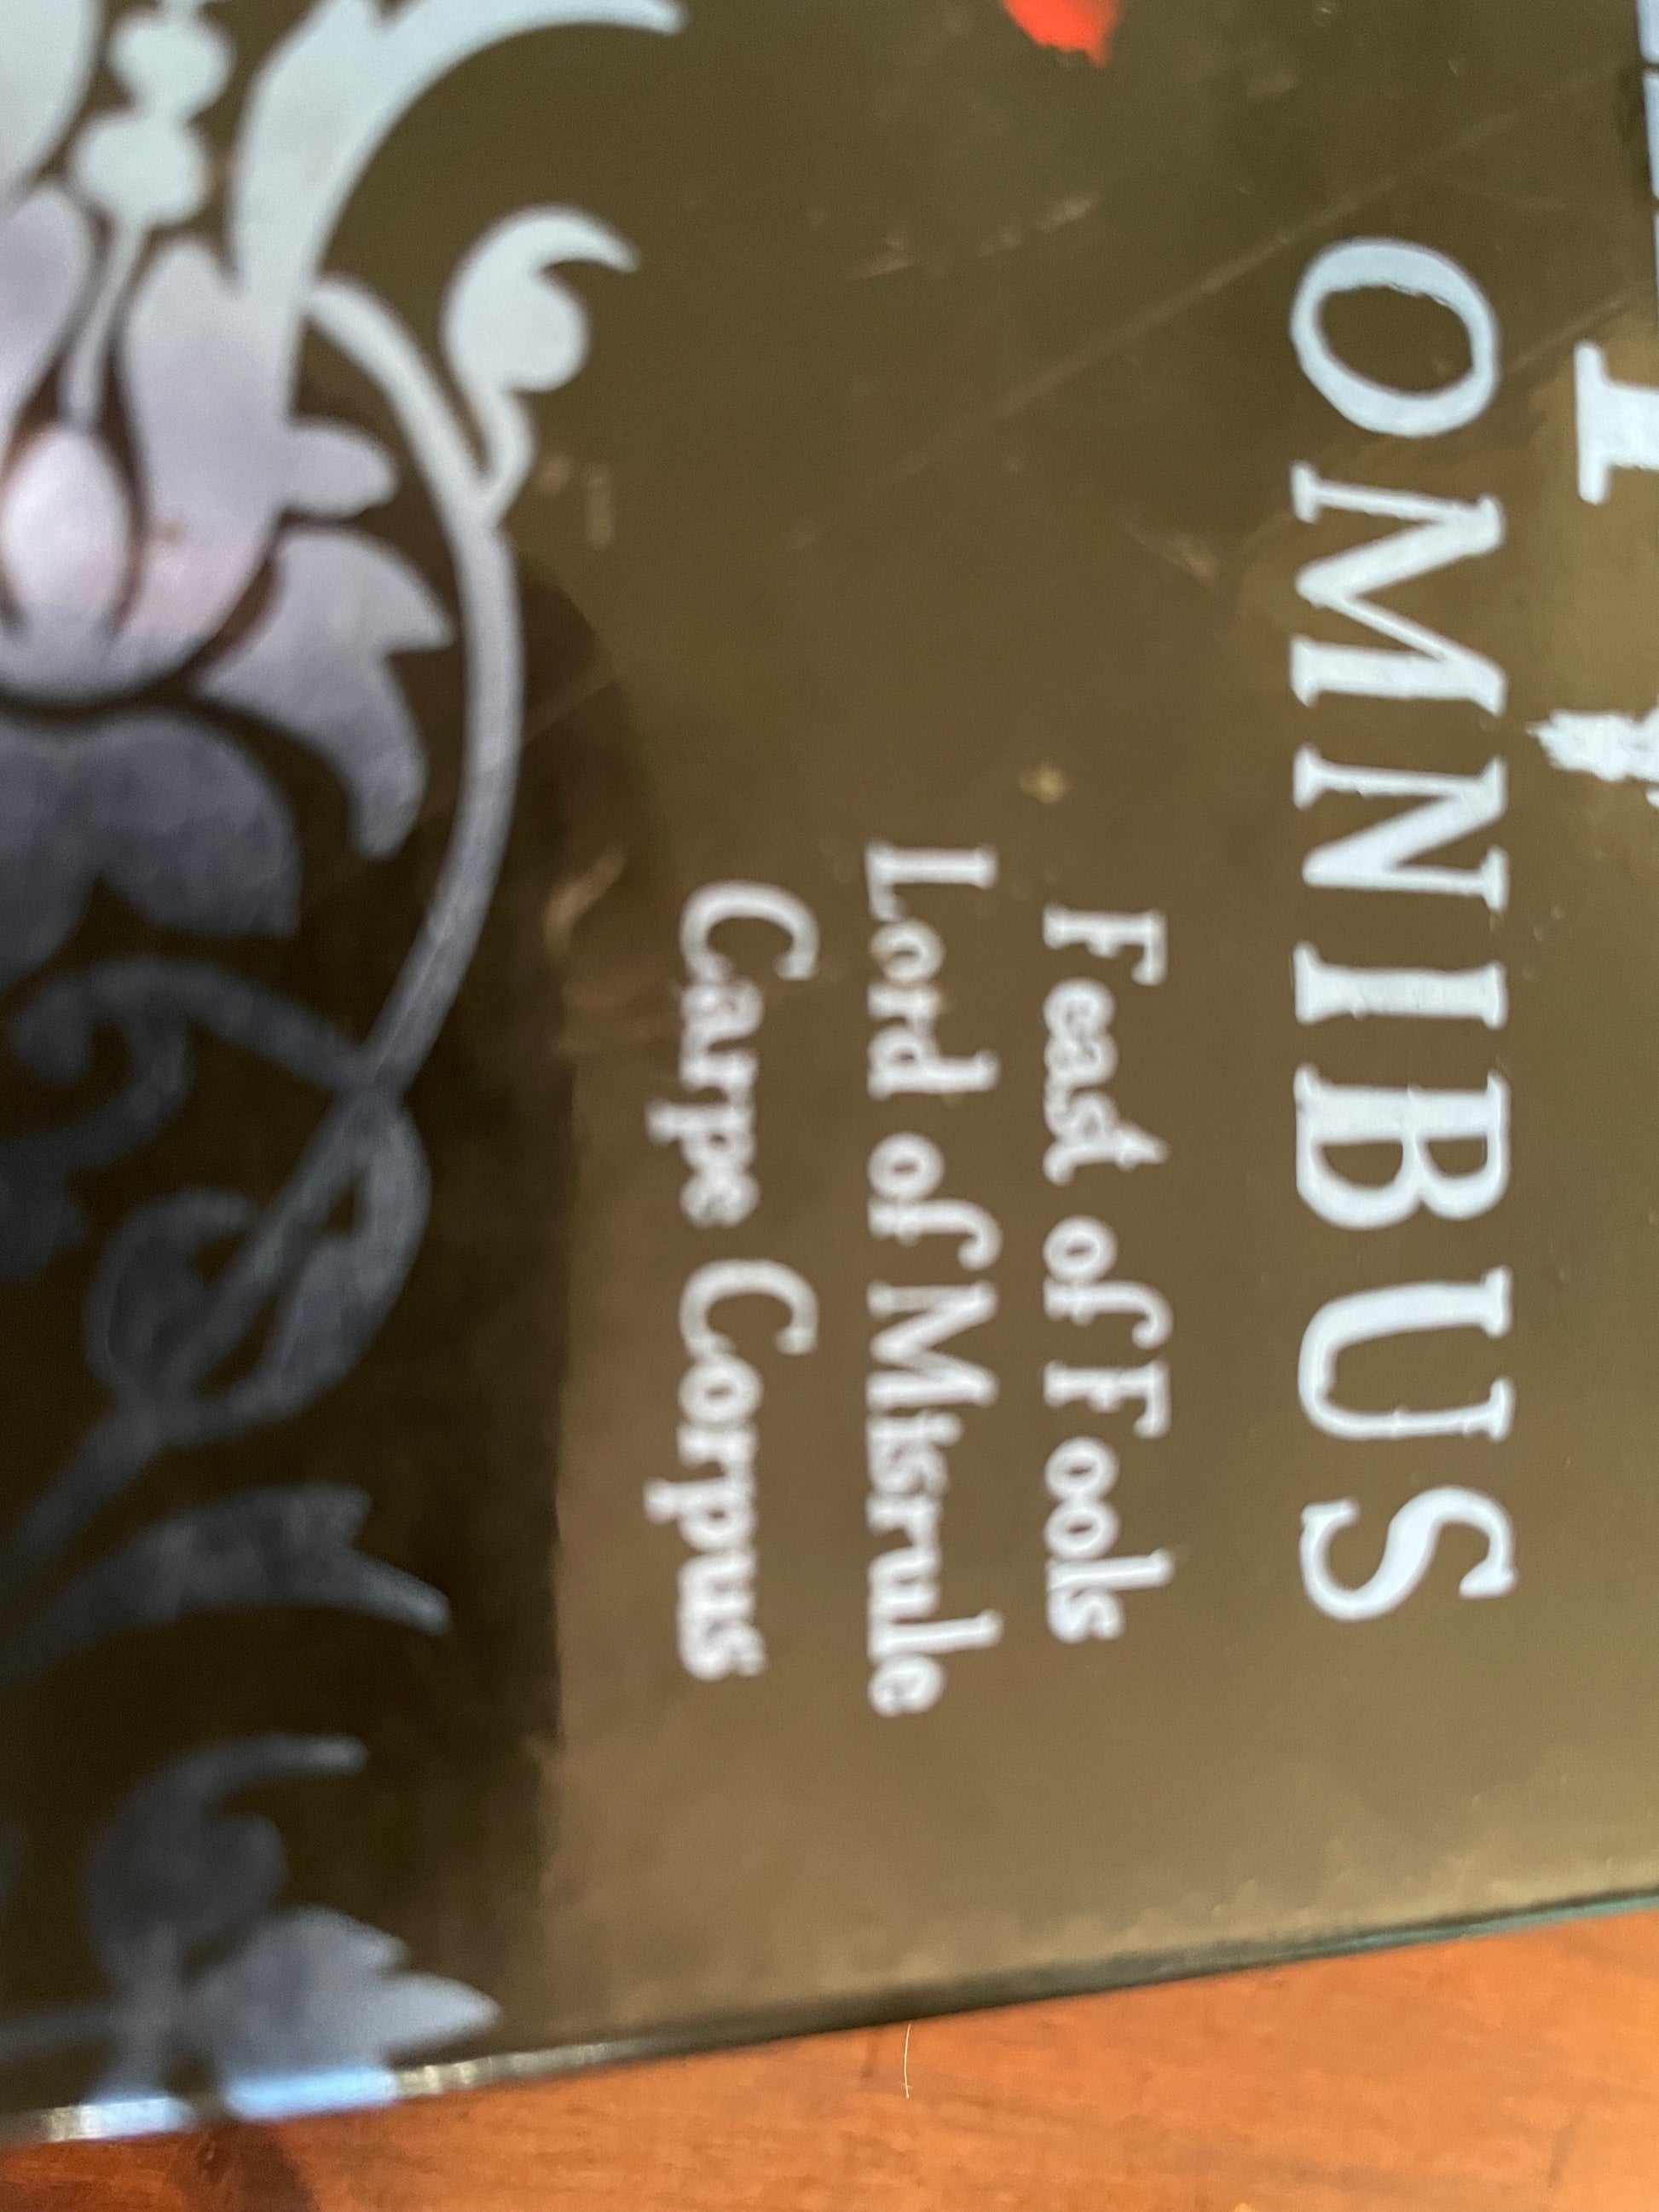 OMNIBUS
Feast of Fools
Lord of Misrule
Carpe Corpus